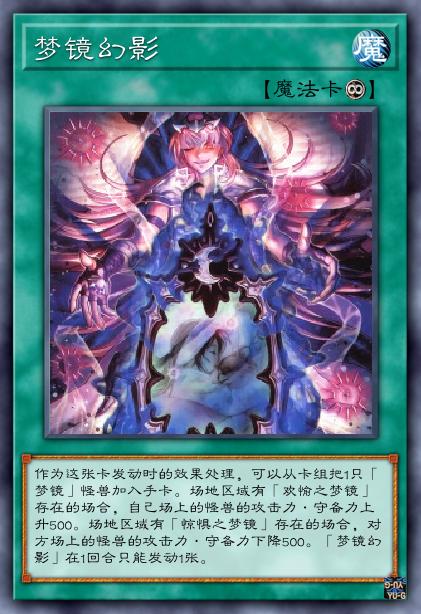 梦镜幻影
魔
【魔法卡♾】
作为这张卡发动时的效果处理，可以从卡组把1只「
梦镜」怪兽加入手卡。场地区域有「欢愉之梦镜」
存在的场合，自己场上的怪兽的攻击力·守备力上
升500。场地区域有「惊惧之梦镜」存在的场合，对
方场上的怪兽的攻击力·守备力下降500。「梦镜幻
影」在1回合只能发动1张。